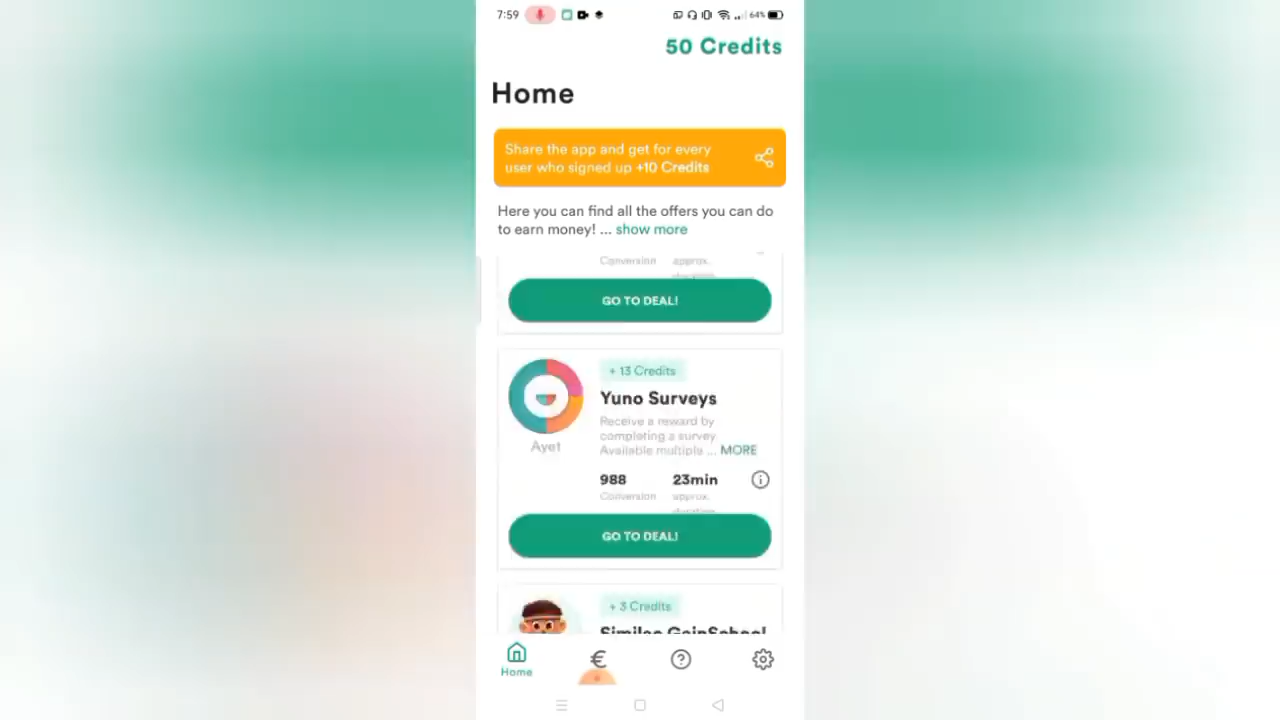 7:59
64%
50 Credits
Home
Share the app and get for every
user who signed up +10 Credits
Here you can find all the offers you can do
to earn money! ... show more
Conversion approx.
GO TO DEAL!
+ 13 Credits
Yuno Surveys
Receive a reward by
completing a survey
Available multiple ... MORE
Ayet
988 23min
Conversion approx.
GO TO DEAL!
+ 3 Credits
Home